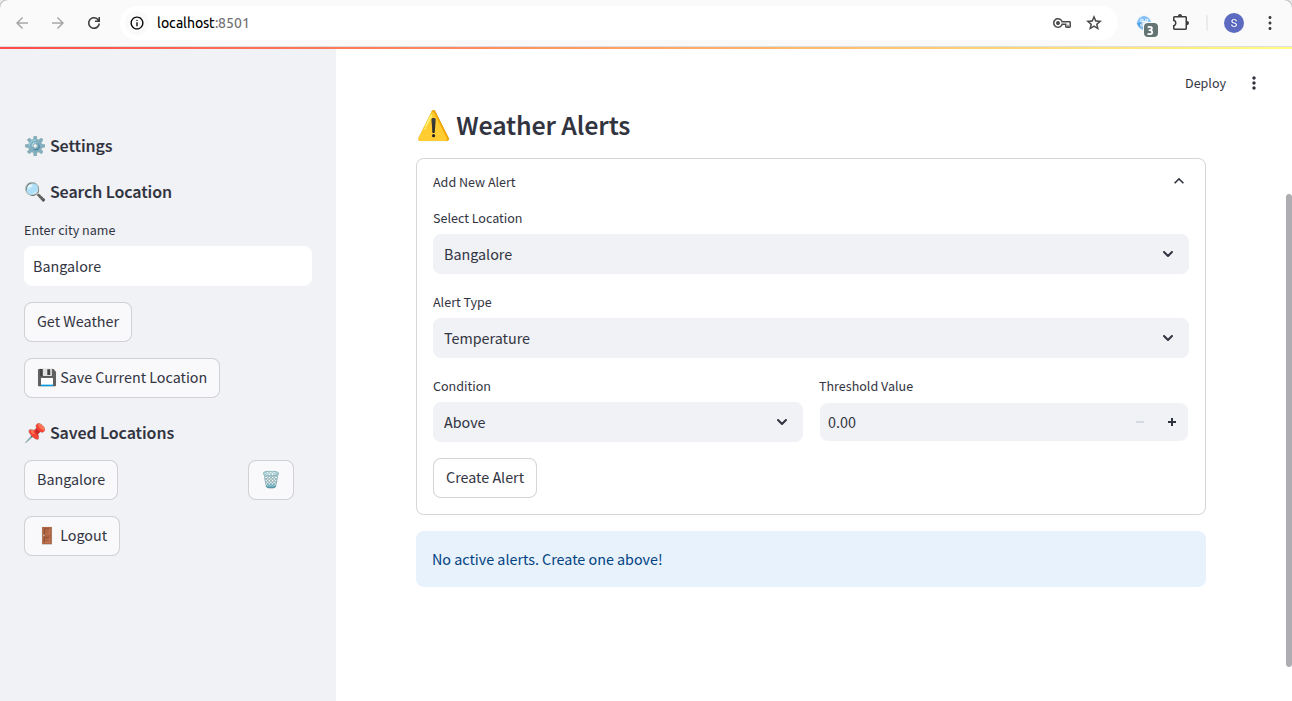 localhost:8501
3
S
Deploy
⚙️ Settings
🔍 Search Location
Enter city name
Bangalore
Get Weather
💾 Save Current Location
📌 Saved Locations
Bangalore
🚪 Logout
⚠️ Weather Alerts
Add New Alert
Select Location
Bangalore
Alert Type
Temperature
Condition
Threshold Value
Above
0.00
Create Alert
No active alerts. Create one above!